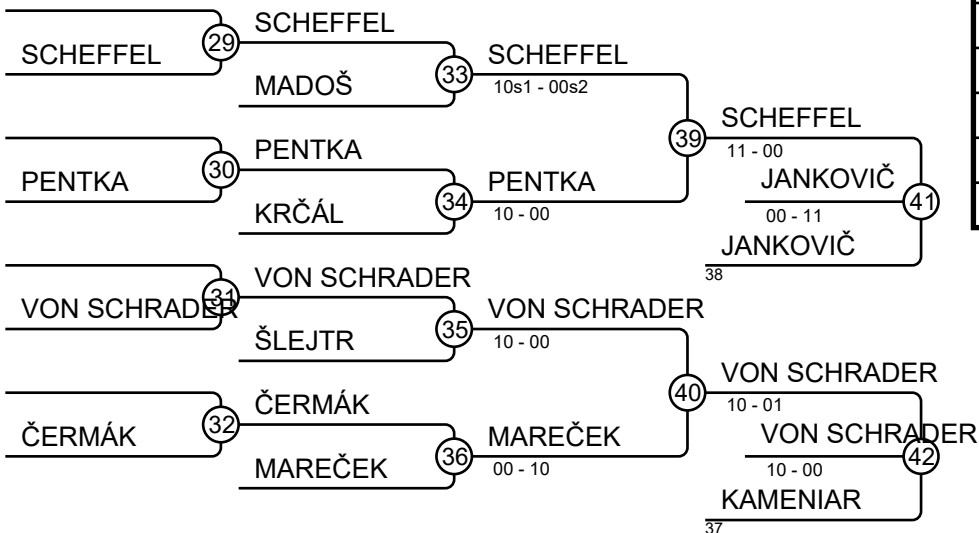 SCHEFFEL
29
SCHEFFEL
MADOŠ
33
SCHEFFEL
10s1 - 00s2
PENTKA
30
PENTKA
KRČÁL
34
PENTKA
10 - 00
39
SCHEFFEL
11 - 00
JANKOVIČ
00 - 11
41
JANKOVIČ
38
VON SCHRADER
31
VON SCHRADER
ŠLEJTR
35
VON SCHRADER
10 - 00
ČERMÁK
32
ČERMÁK
MAREČEK
36
MAREČEK
00 - 10
40
VON SCHRADER
10 - 01
VON SCHRADER
10 - 00
42
KAMENIAR
37